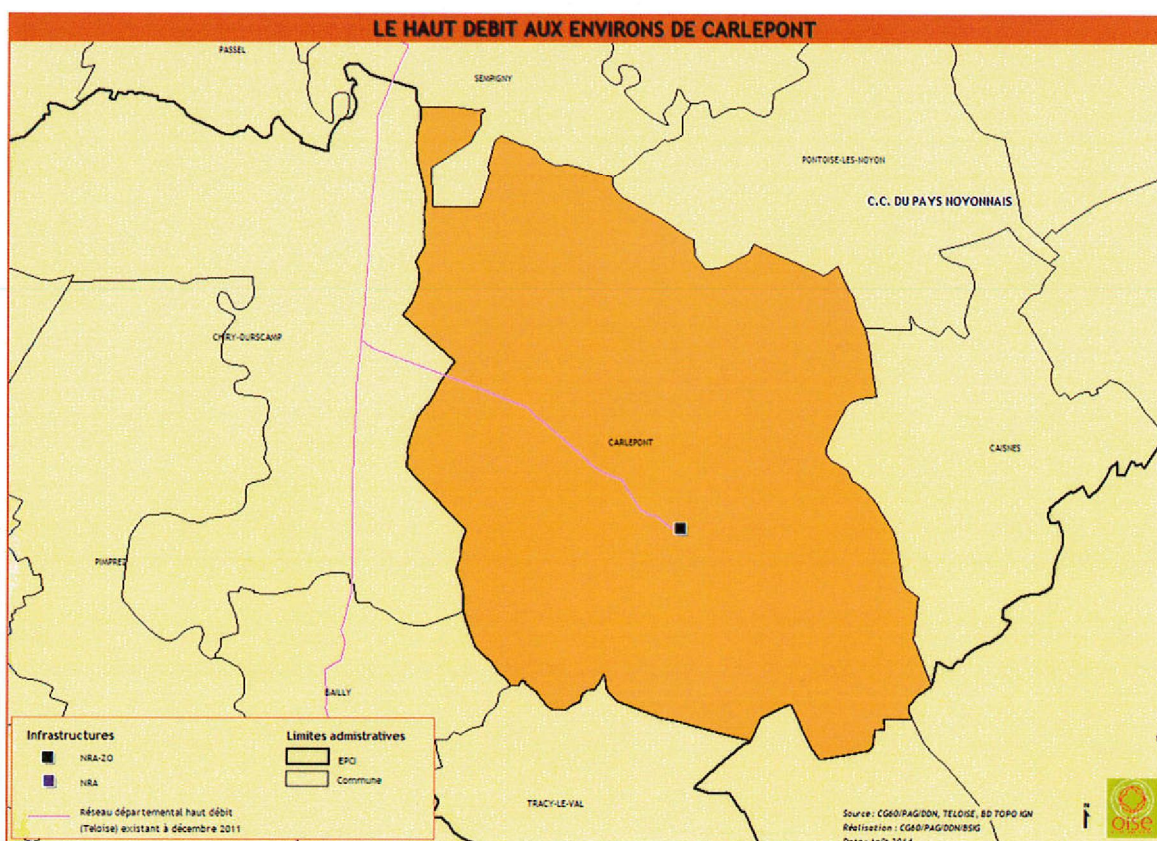 LE HAUT DEBIT AUX ENVIRONS DE CARLEPONT
PASSEL
SEMPIGNY
PONTOISE-LES-NOYON
C.C. DU PAYS NOYONNAIS
CHIRY-OURSCAMP
CARLEPONT
CAISNES
PIMPREZ
BAILLY
TRACY-LE-VAL
Infrastructures
NRA-ZO
NRA
Réseau départemental haut débit
(Teloise) existant à décembre 2011
Limites admistratives
EPCI
Commune
Source : CG60/PAG/DDN, TELOISE, BD TOPO IGN
Réalisation : CG60/PAG/DDN/BSIG
N
oise